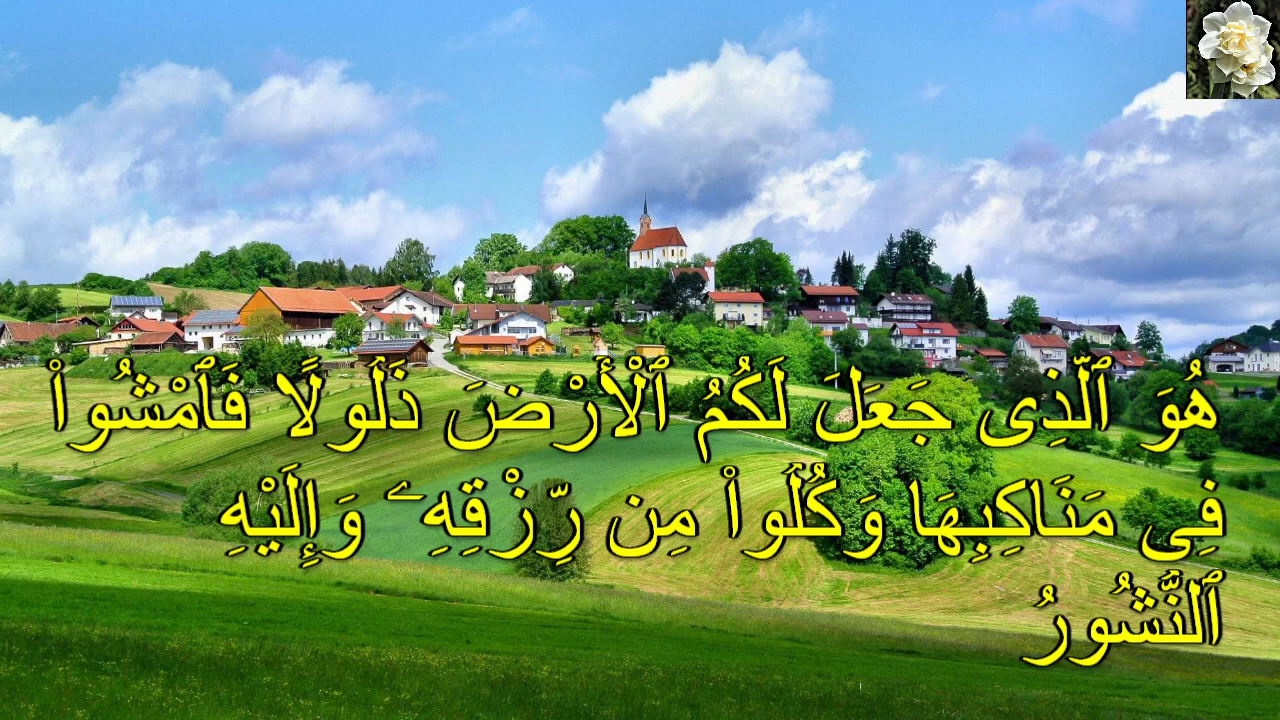 هُوَ ٱلَّذِى جَعَلَ لَكُمُ ٱلْأَرْضَ ذَلُولًا فَٱمْشُوا۟
فِى مَنَاكِبِهَا وَكُلُوا۟ مِن رِّزْقِهِۦ وَإِلَيْهِ
ٱلنُّشُورُ